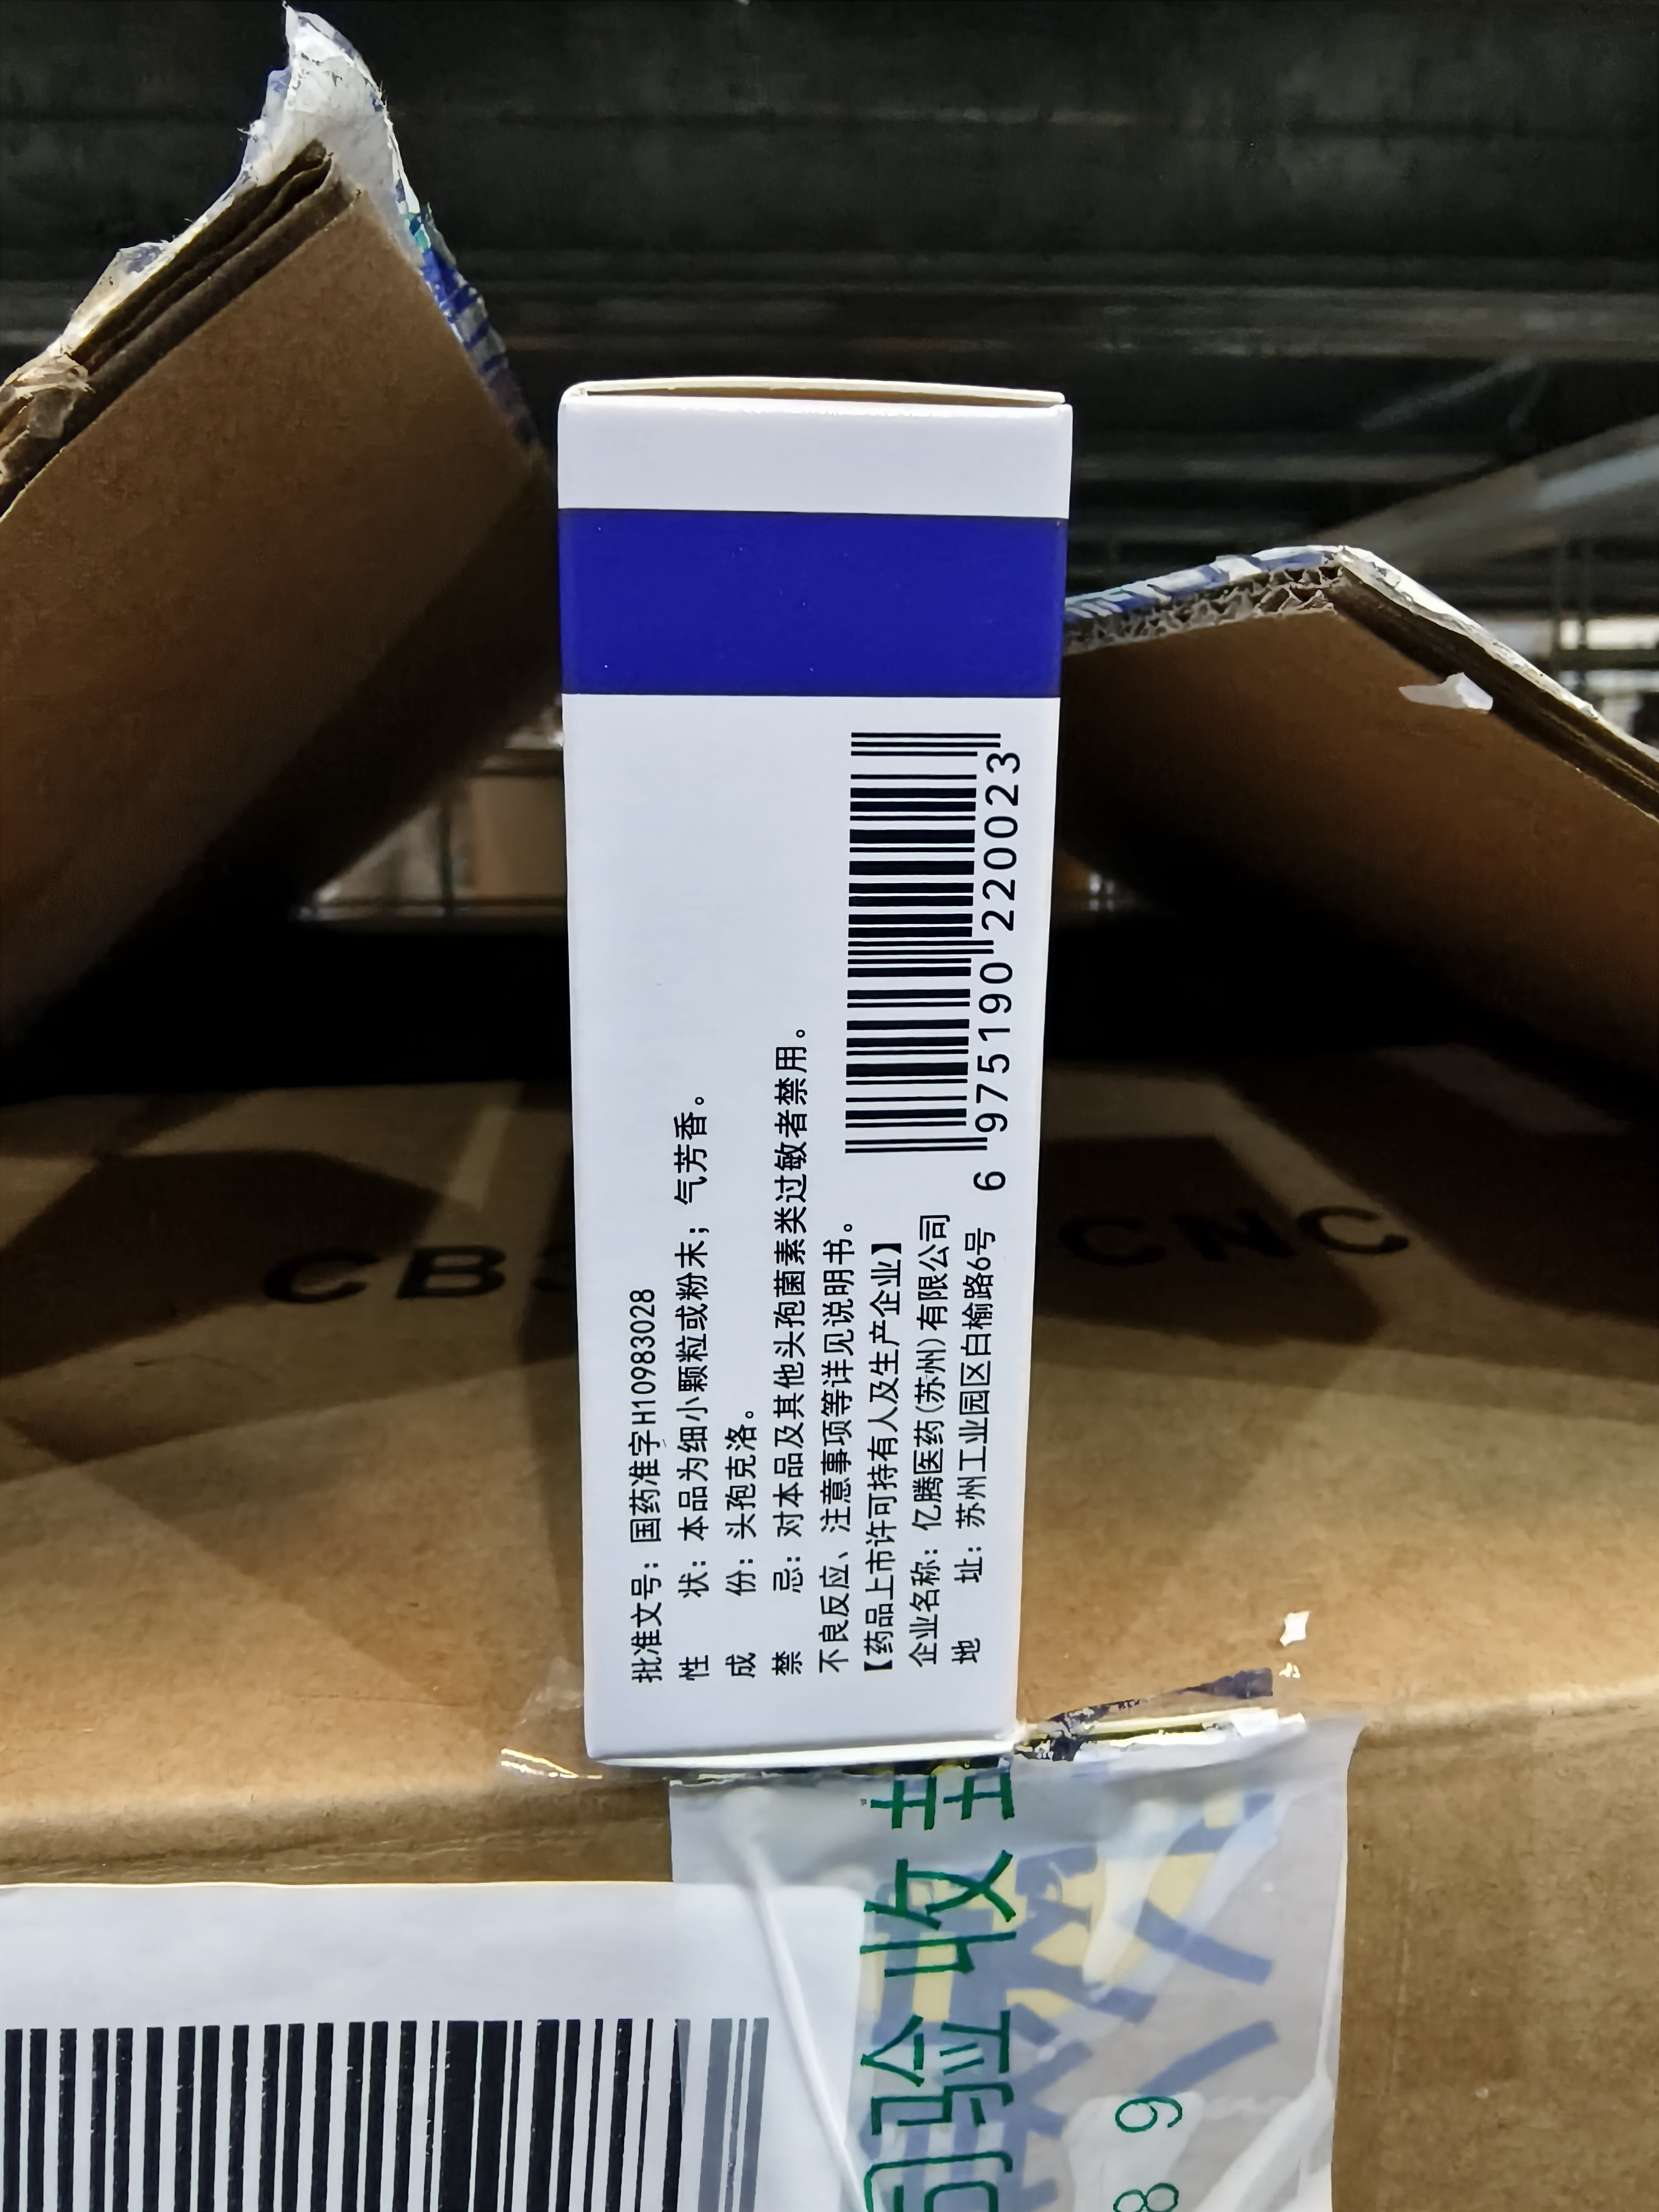 批准文号：国药准字H10983028
性　　状：本品为细小颗粒或粉末；气芳香。
成　　份：头孢克洛。
禁　　忌：对本品及其他头孢菌素类过敏者禁用。
不良反应、注意事项等详见说明书。
【药品上市许可持有人及生产企业】
企业名称：亿腾医药(苏州)有限公司
地　　址：苏州工业园区白榆路6号
6 975190 220023
CB
CNC
验收
89